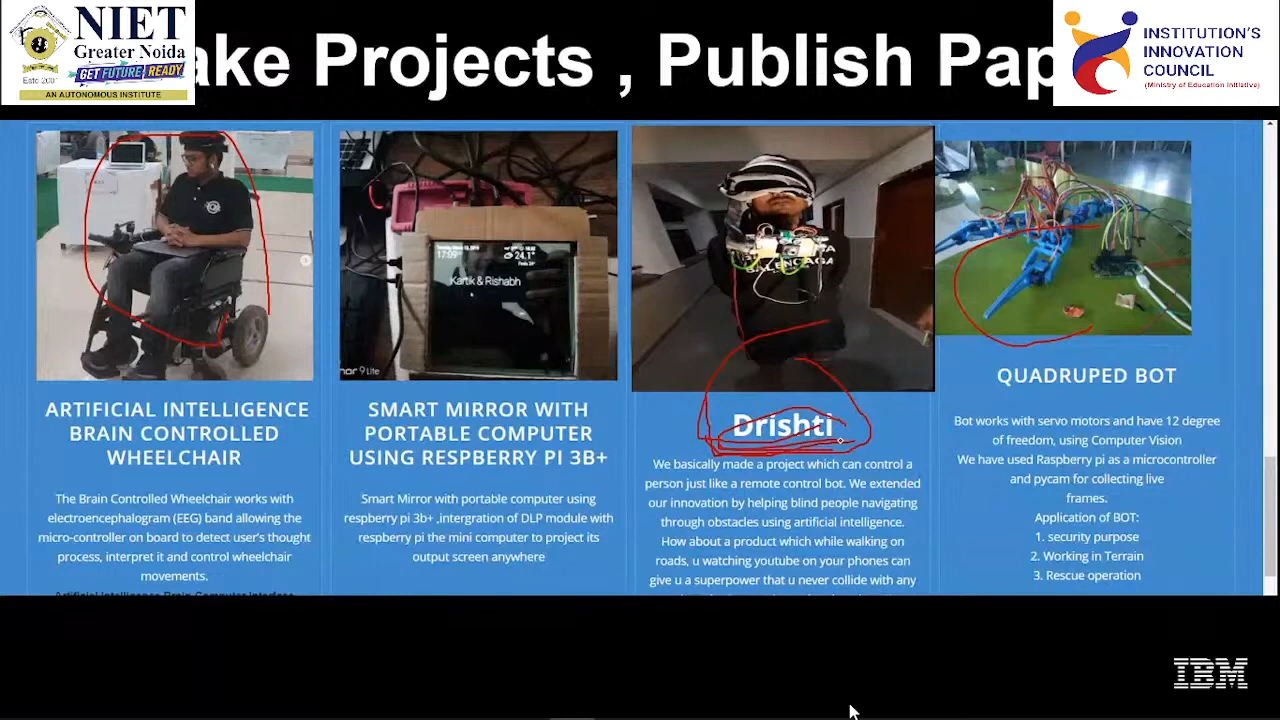 NIET
Greater Noida
GET FUTURE READY
AN AUTONOMOUS INSTITUTE
ake Projects , Publish Pap
INSTITUTION'S
INNOVATION
COUNCIL
(Ministry of Education Initiative)
Kartik & Rishabh
17:09
24.1°
ARTIFICIAL INTELLIGENCE
BRAIN CONTROLLED
WHEELCHAIR
The Brain Controlled Wheelchair works with
electroencephalogram (EEG) band allowing the
micro-controller on board to detect user's thought
process, interpret it and control wheelchair
movements.
SMART MIRROR WITH
PORTABLE COMPUTER
USING RESPBERRY PI 3B+
Smart Mirror with portable computer using
respberry pi 3b+ ,intergration of DLP module with
respberry pi the mini computer to project its
output screen anywhere
Drishti
We basically made a project which can control a
person just like a remote control bot. We extended
our innovation by helping blind people navigating
through obstacles using artificial intelligence.
How about a product which while walking on
roads, u watching youtube on your phones can
give u a superpower that u never collide with any
QUADRUPED BOT
Bot works with servo motors and have 12 degree
of freedom, using Computer Vision
We have used Raspberry pi as a microcontroller
and pycam for collecting live
frames.
Application of BOT:
1. security purpose
2. Working in Terrain
3. Rescue operation
IBM